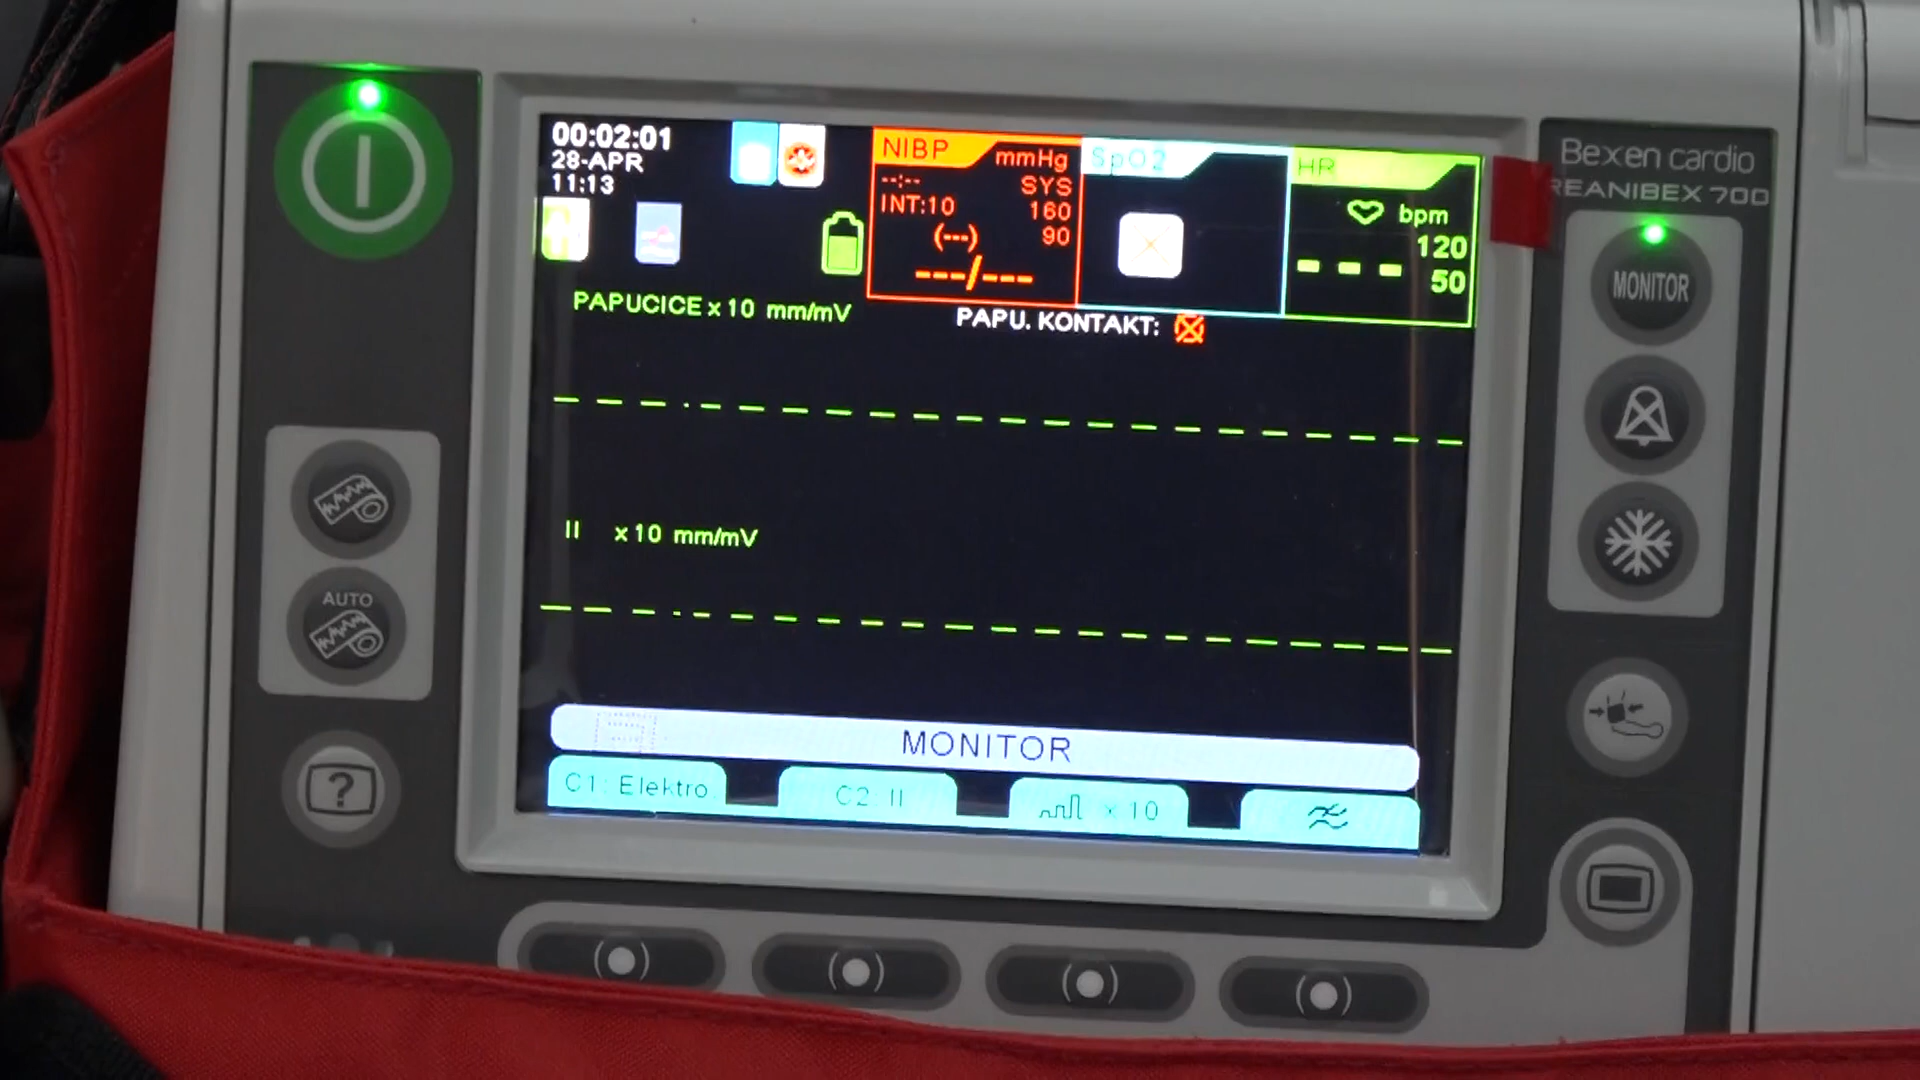 00:02:01
28-APR
11:13
NIBP mmHg
--:-- SYS
INT:10 160
(---) 90
---/---
SpO2
HR
bpm
120
--- 50
PAPUCICE x10 mm/mV
PAPU. KONTAKT:
II x10 mm/mV
MONITOR
C1: Elektro.
C2: II
x 10
Bexen cardio
REANIBEX 700
MONITOR
AUTO
?